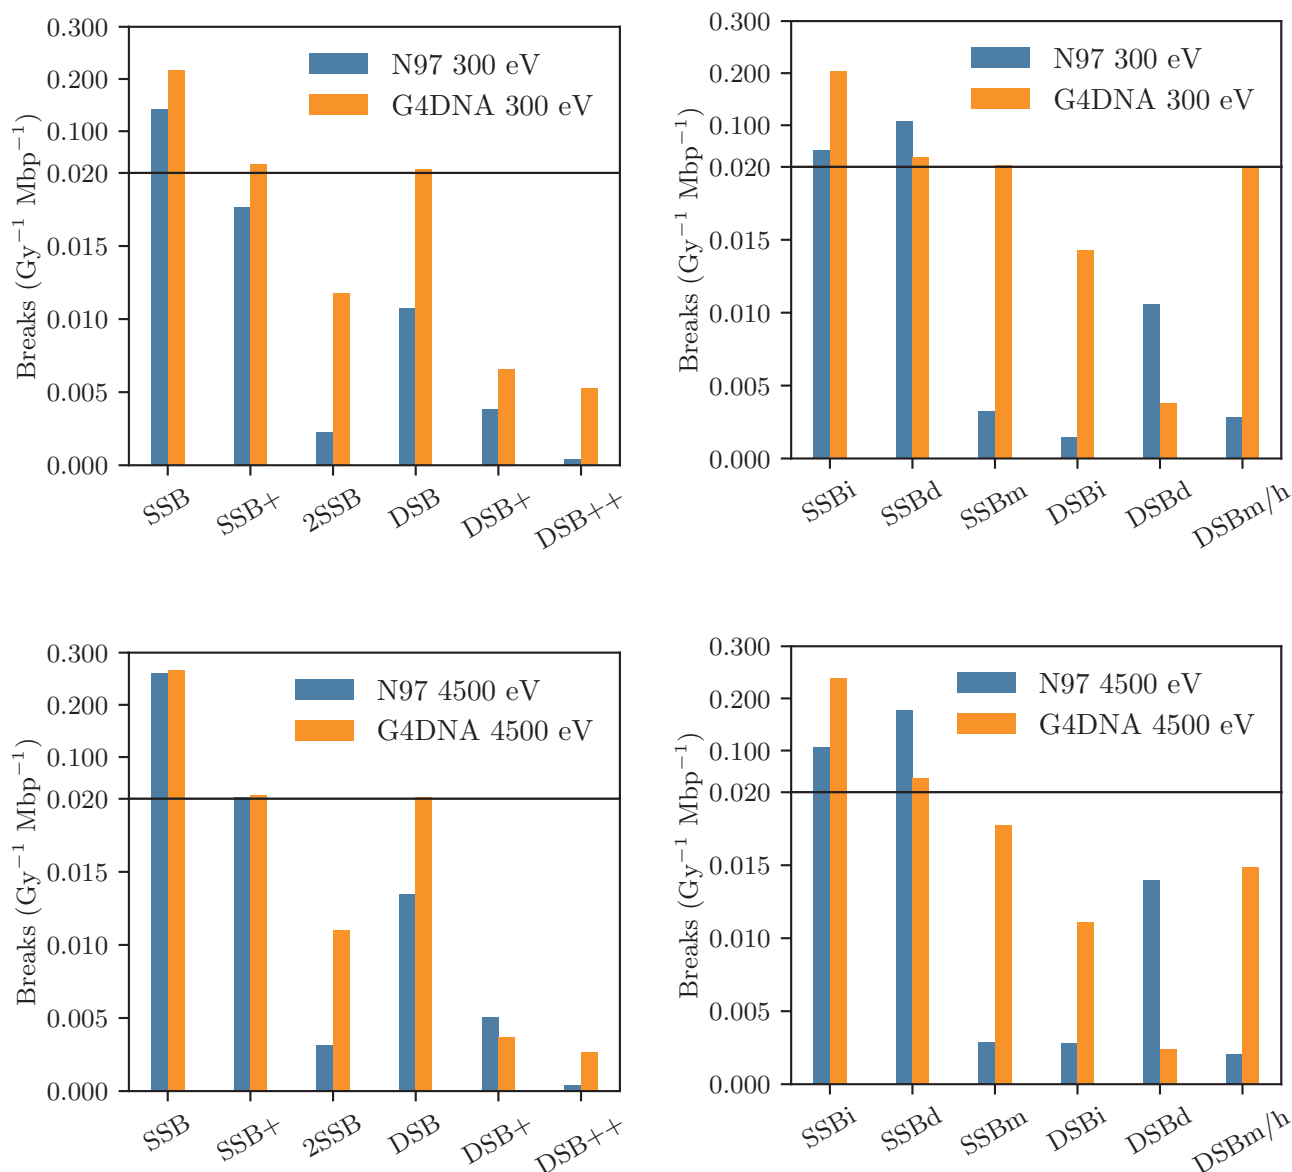 0.300
0.200
0.100
0.020
0.015
0.010
0.005
0.000
Breaks (Gy⁻¹ Mbp⁻¹)
N97 300 eV
G4DNA 300 eV
SSB
SSB+
2SSB
DSB
DSB+
DSB++
0.300
0.200
0.100
0.020
0.015
0.010
0.005
0.000
Breaks (Gy⁻¹ Mbp⁻¹)
N97 300 eV
G4DNA 300 eV
SSBi
SSBd
SSBm
DSBi
DSBd
DSBm/h
0.300
0.200
0.100
0.020
0.015
0.010
0.005
0.000
Breaks (Gy⁻¹ Mbp⁻¹)
N97 4500 eV
G4DNA 4500 eV
SSB
SSB+
2SSB
DSB
DSB+
DSB++
0.300
0.200
0.100
0.020
0.015
0.010
0.005
0.000
Breaks (Gy⁻¹ Mbp⁻¹)
N97 4500 eV
G4DNA 4500 eV
SSBi
SSBd
SSBm
DSBi
DSBd
DSBm/h